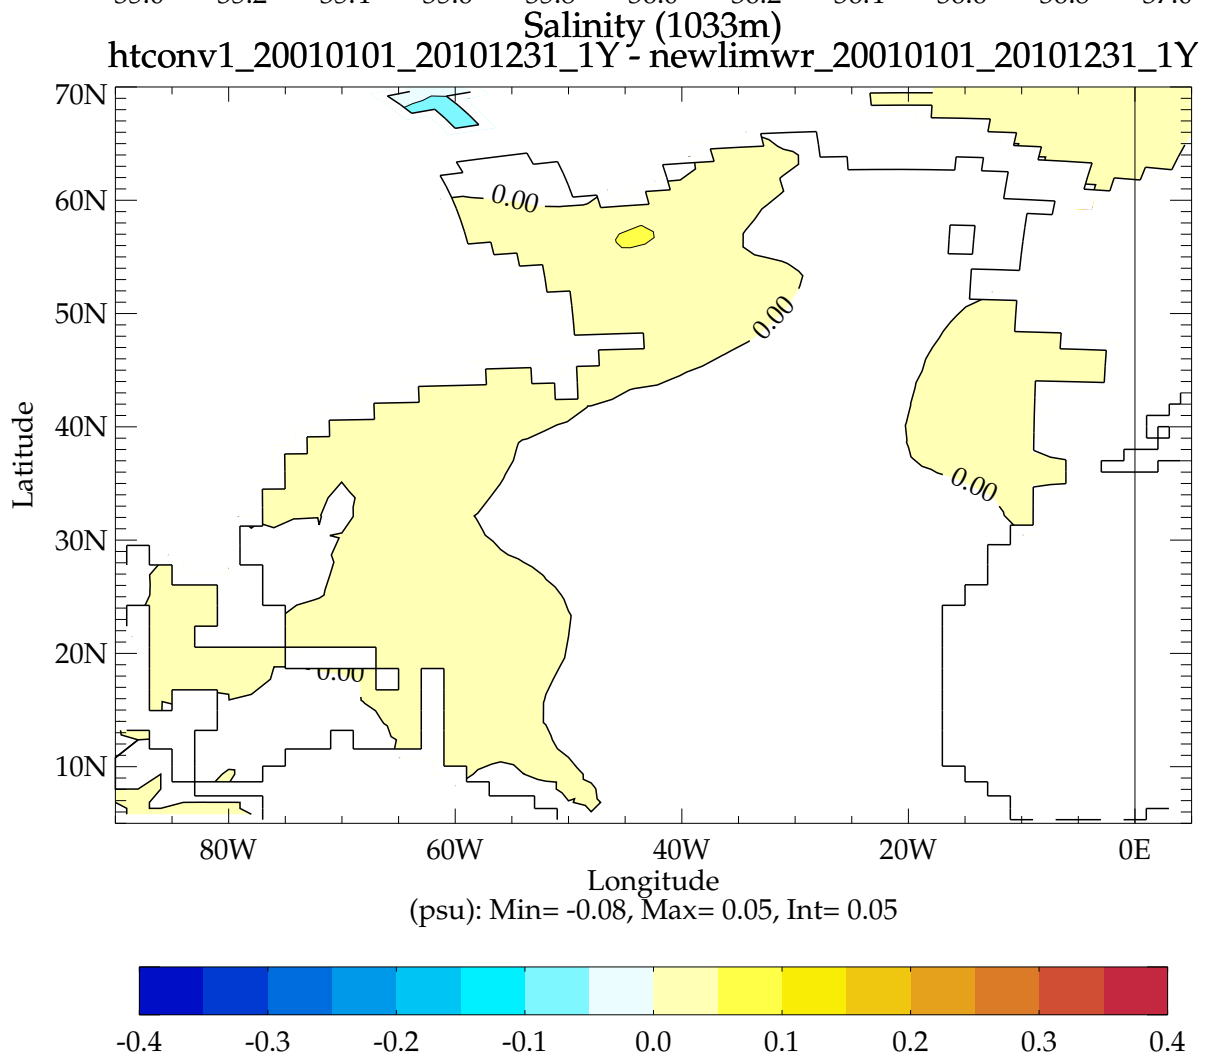 Salinity (1033m)
htconv1_20010101_20101231_1Y - newlimwr_20010101_20101231_1Y
70N
60N
50N
40N
30N
20N
10N
Latitude
0.00
0.00
0.00
0.00
80W 60W 40W 20W 0E
Longitude
(psu): Min= -0.08, Max= 0.05, Int= 0.05
-0.4 -0.3 -0.2 -0.1 0.0 0.1 0.2 0.3 0.4